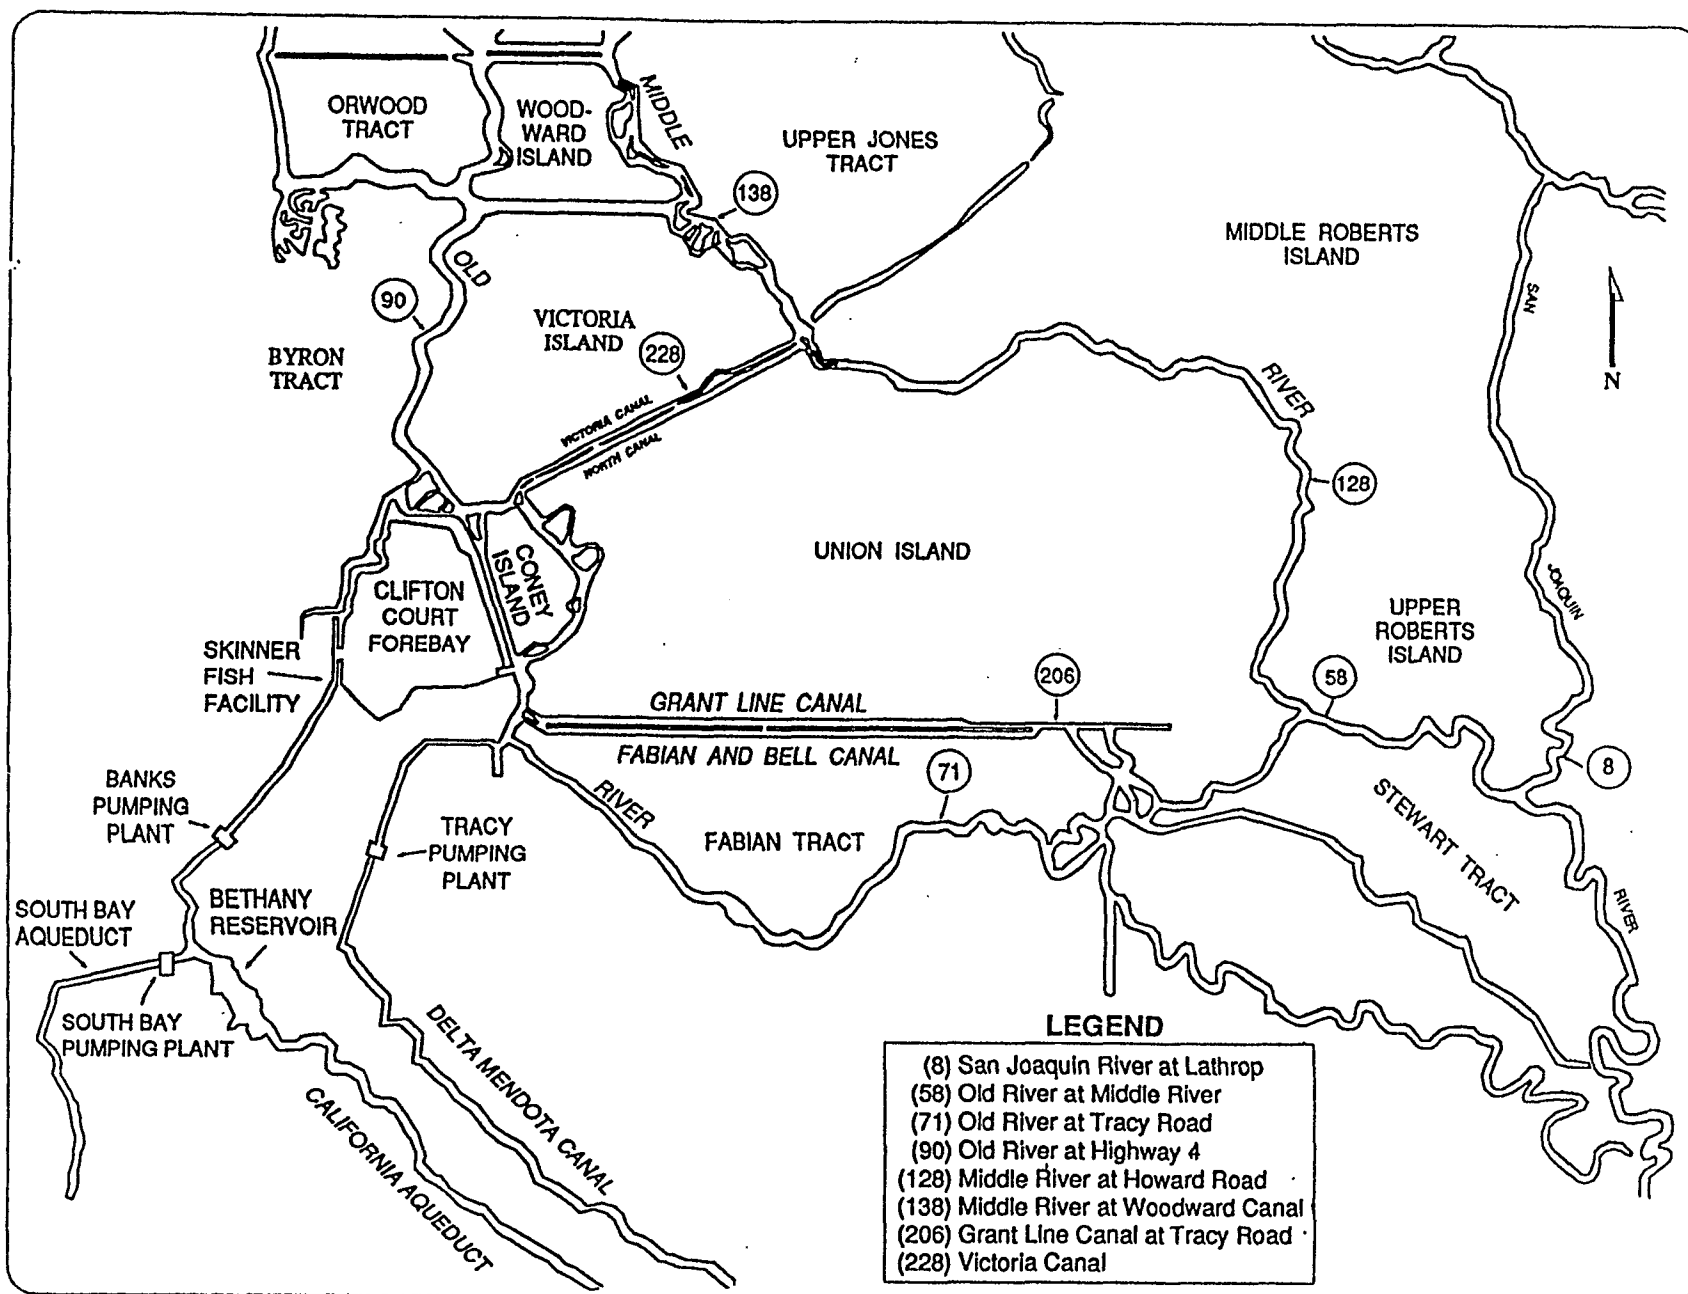 ORWOOD
TRACT
WOOD-
WARD
ISLAND
MIDDLE
UPPER JONES
TRACT
138
MIDDLE ROBERTS
ISLAND
OLD
90
VICTORIA
ISLAND
228
BYRON
TRACT
SAN
N
RIVER
VICTORIA CANAL
NORTH CANAL
128
UNION ISLAND
CONEY
ISLAND
CLIFTON
COURT
FOREBAY
JOAQUIN
UPPER
ROBERTS
ISLAND
SKINNER
FISH
FACILITY
206
58
GRANT LINE CANAL
FABIAN AND BELL CANAL
71
8
BANKS
PUMPING
PLANT
RIVER
STEWART TRACT
TRACY
PUMPING
PLANT
FABIAN TRACT
SOUTH BAY
AQUEDUCT
BETHANY
RESERVOIR
RIVER
SOUTH BAY
PUMPING PLANT
DELTA MENDOTA CANAL
CALIFORNIA AQUEDUCT
LEGEND
(8) San Joaquin River at Lathrop
(58) Old River at Middle River
(71) Old River at Tracy Road
(90) Old River at Highway 4
(128) Middle River at Howard Road
(138) Middle River at Woodward Canal
(206) Grant Line Canal at Tracy Road
(228) Victoria Canal